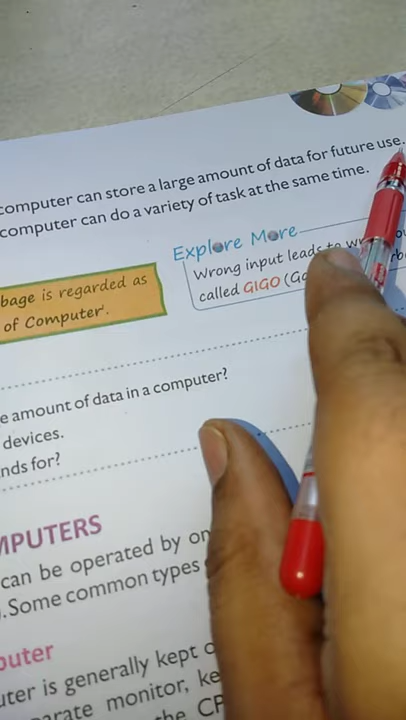 computer can store a large amount of data for future use.
computer can do a variety of task at the same time.
Explore More
Wrong input leads to
called GIGO
bage is regarded as
of Computer'.
e amount of data in a computer?
devices.
nds for?
MPUTERS
can be operated by on
. Some common types
outer
uter is generally kept
arate monitor, ke
the CP